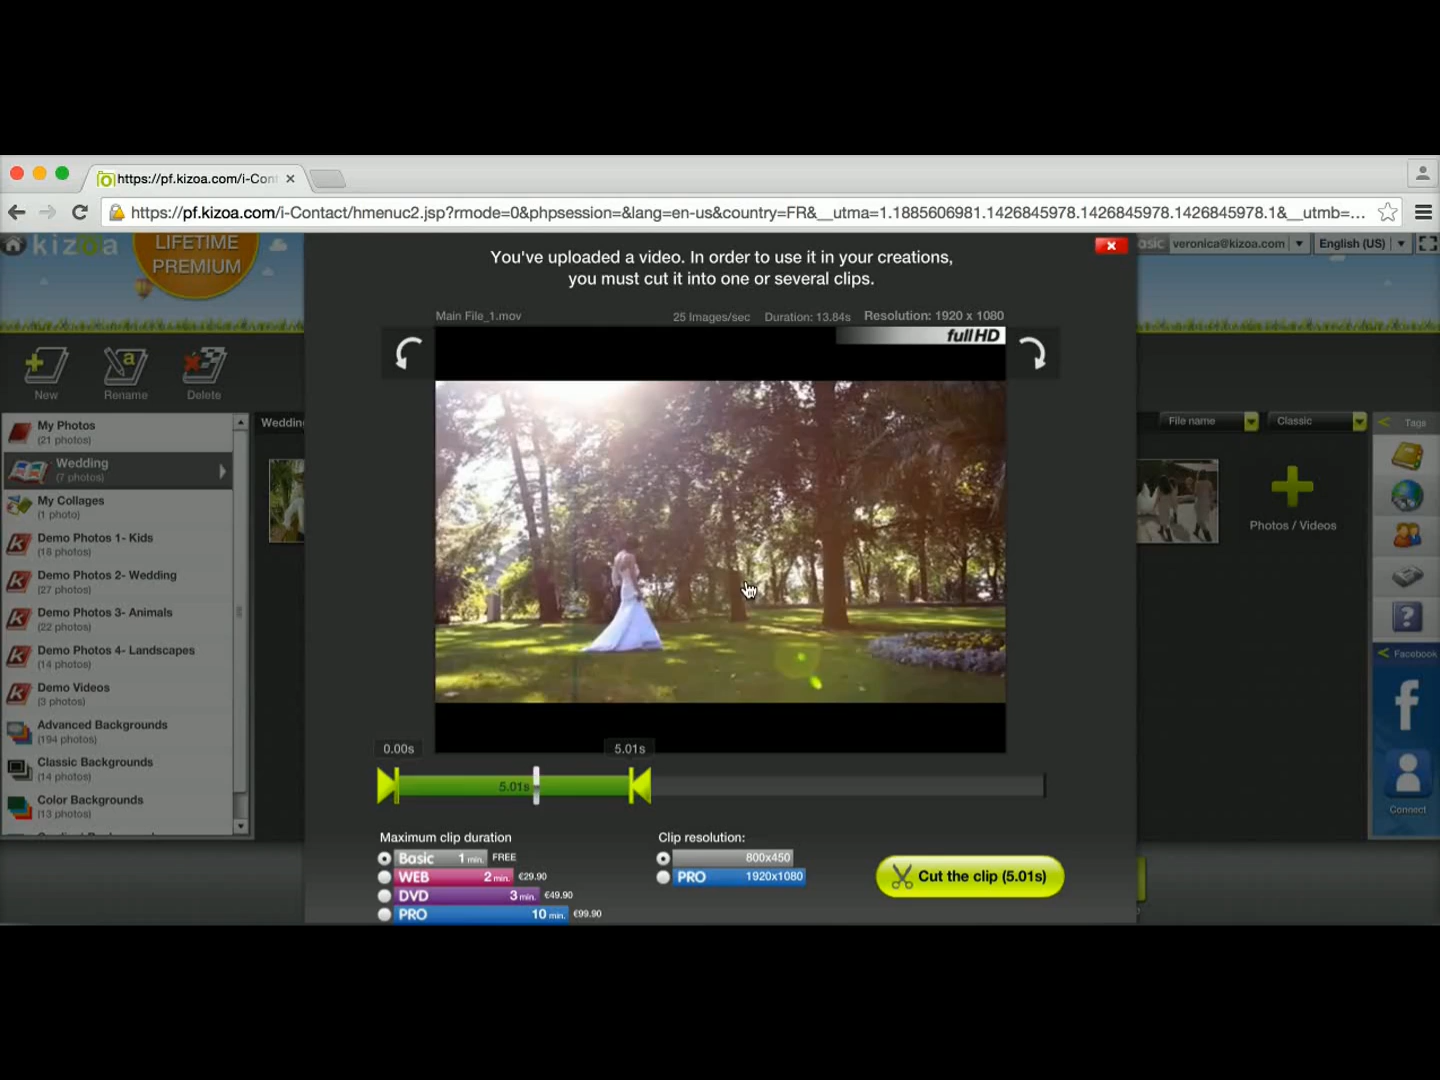 https://pf.kizoa.com/i-Cont
https://pf.kizoa.com/i-Contact/hmenuc2.jsp?rmode=0&phpsession=&lang=en-us&country=FR&__utma=1.1885606981.1426845978.1426845978.1426845978.1&__utmb=...
kizoa
LIFETIME
PREMIUM
asic
veronica@kizoa.com
English (US)
You've uploaded a video. In order to use it in your creations,
you must cut it into one or several clips.
Main File_1.mov
25 Images/sec
Duration: 13.84s
Resolution: 1920 x 1080
full HD
New
Rename
Delete
My Photos
(21 photos)
Wedding
(7 photos)
My Collages
(1 photo)
Demo Photos 1- Kids
(18 photos)
Demo Photos 2- Wedding
(27 photos)
Demo Photos 3- Animals
(22 photos)
Demo Photos 4- Landscapes
(14 photos)
Demo Videos
(3 photos)
Advanced Backgrounds
(194 photos)
Classic Backgrounds
(14 photos)
Color Backgrounds
(13 photos)
Wedding
File name
Classic
Tags
Photos / Videos
Facebook
Connect
0.00s
5.01s
5.01s
Maximum clip duration
Basic 1 min. FREE
WEB 2 min. €29.90
DVD 3 min. €49.90
PRO 10 min. €99.90
Clip resolution:
800x450
PRO 1920x1080
Cut the clip (5.01s)